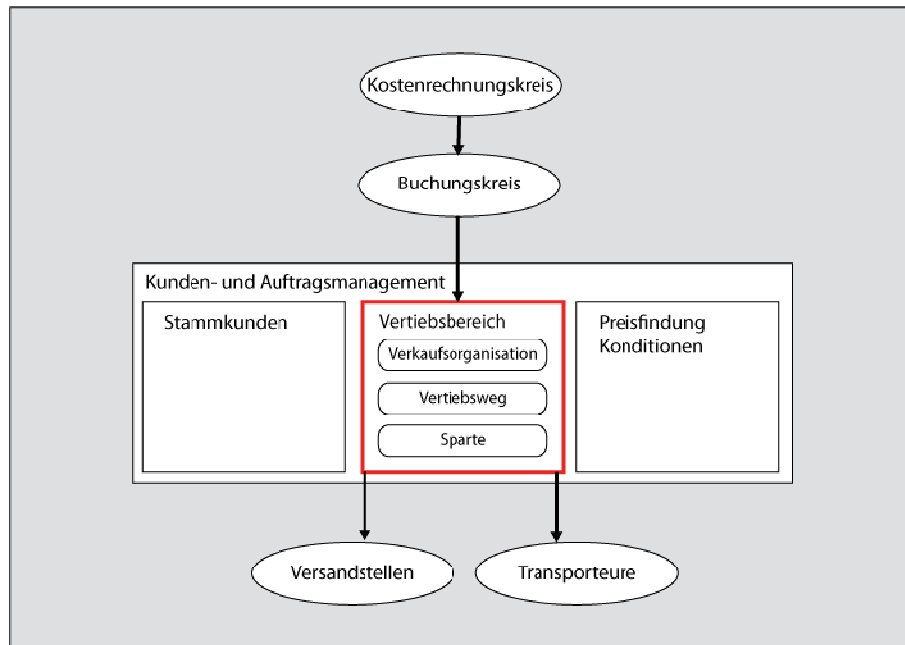 Kostenrechnungskreis
Buchungskreis
Kunden- und Auftragsmanagement
Stammkunden
Vertiebsbereich
Verkaufsorganisation
Vertiebsweg
Sparte
Preisfindung
Konditionen
Versandstellen
Transporteure